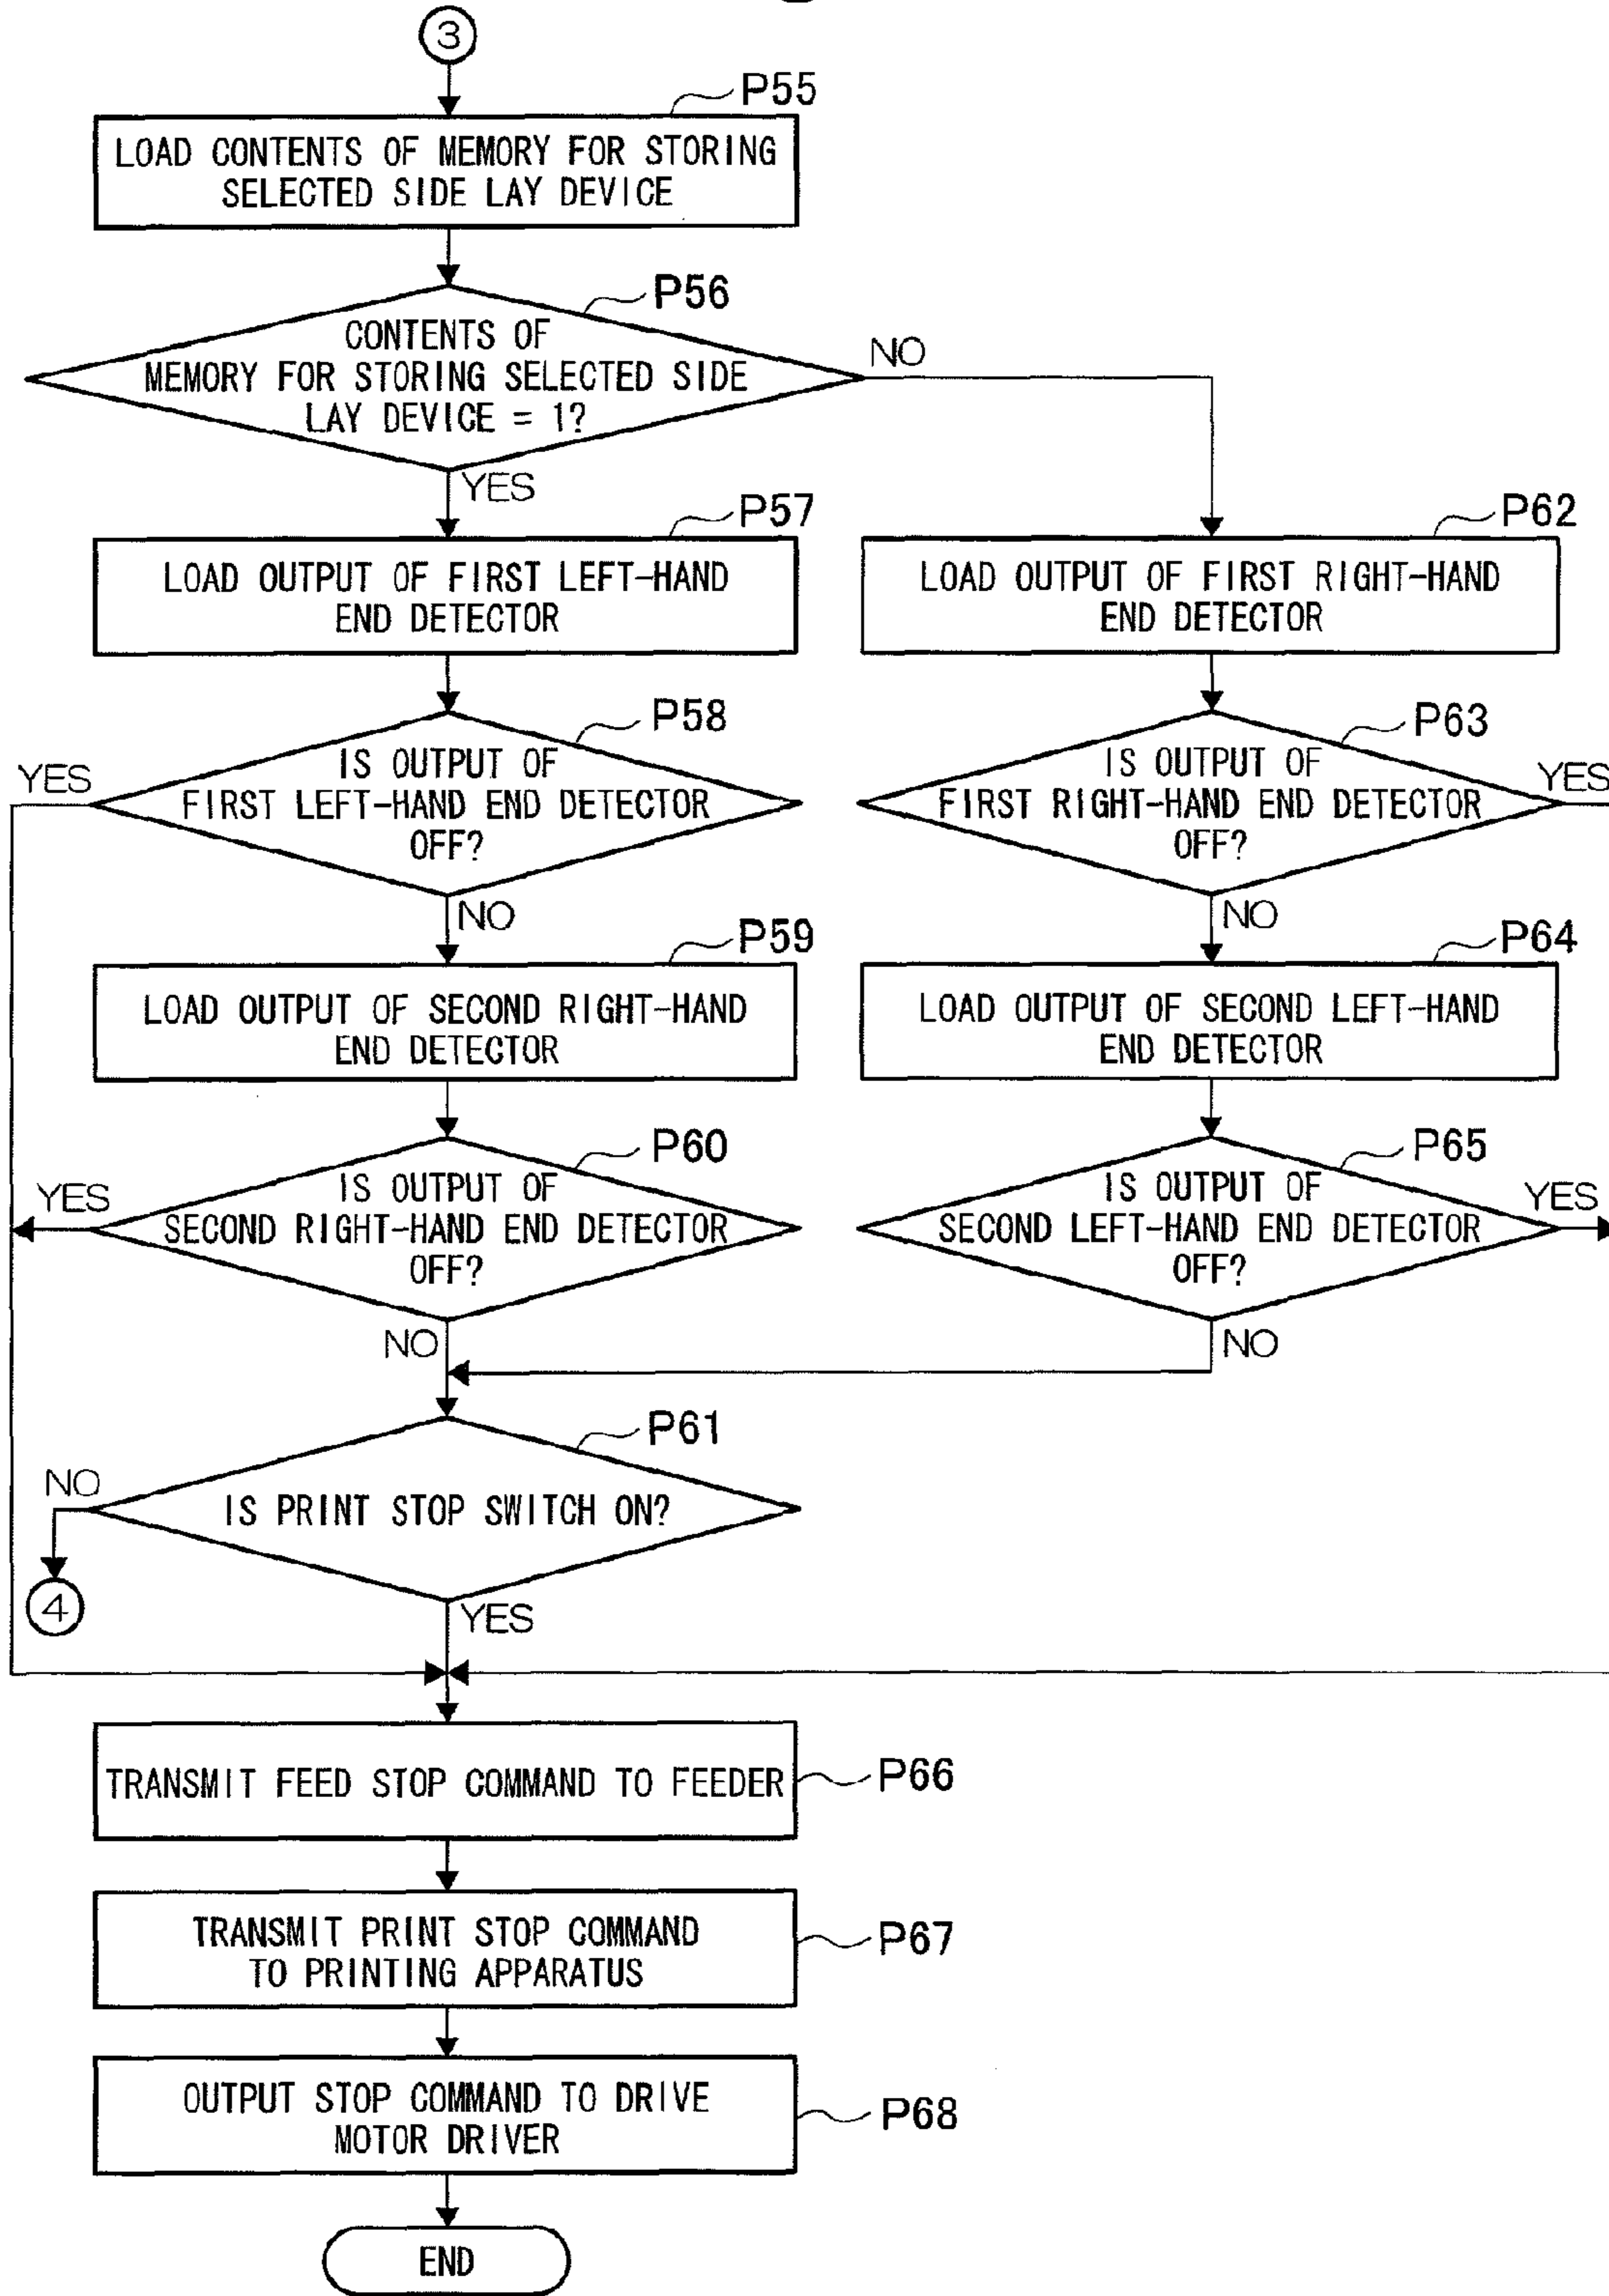 3
P55
LOAD CONTENTS OF MEMORY FOR STORING
SELECTED SIDE LAY DEVICE
P56
CONTENTS OF
MEMORY FOR STORING SELECTED SIDE
LAY DEVICE = 1?
NO
YES
P57
LOAD OUTPUT OF FIRST LEFT-HAND
END DETECTOR
P62
LOAD OUTPUT OF FIRST RIGHT-HAND
END DETECTOR
P58
IS OUTPUT OF
FIRST LEFT-HAND END DETECTOR
OFF?
YES
NO
P63
IS OUTPUT OF
FIRST RIGHT-HAND END DETECTOR
OFF?
YES
NO
P59
LOAD OUTPUT OF SECOND RIGHT-HAND
END DETECTOR
P64
LOAD OUTPUT OF SECOND LEFT-HAND
END DETECTOR
P60
IS OUTPUT OF
SECOND RIGHT-HAND END DETECTOR
OFF?
YES
NO
P65
IS OUTPUT OF
SECOND LEFT-HAND END DETECTOR
OFF?
YES
NO
P61
IS PRINT STOP SWITCH ON?
NO
4
YES
TRANSMIT FEED STOP COMMAND TO FEEDER
P66
TRANSMIT PRINT STOP COMMAND
TO PRINTING APPARATUS
P67
OUTPUT STOP COMMAND TO DRIVE
MOTOR DRIVER
P68
END